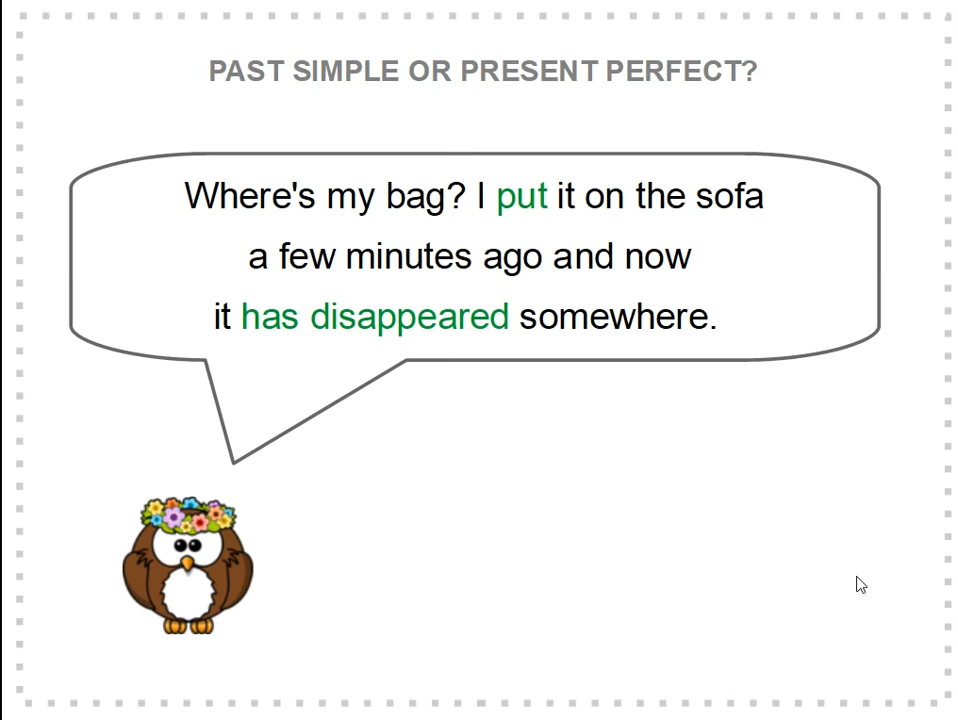 PAST SIMPLE OR PRESENT PERFECT?
Where's my bag? I put it on the sofa
a few minutes ago and now
it has disappeared somewhere.